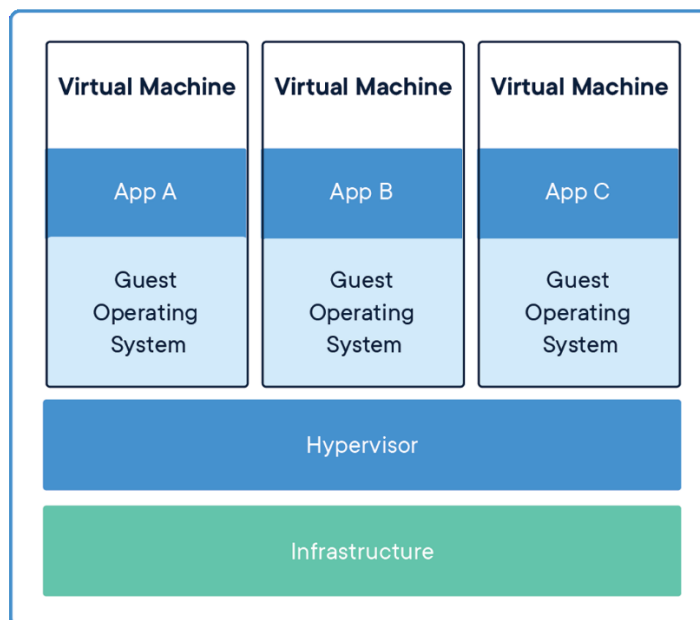 Virtual Machine
Virtual Machine
Virtual Machine
App A
App B
App C
Guest
Operating
System
Guest
Operating
System
Guest
Operating
System
Hypervisor
Infrastructure